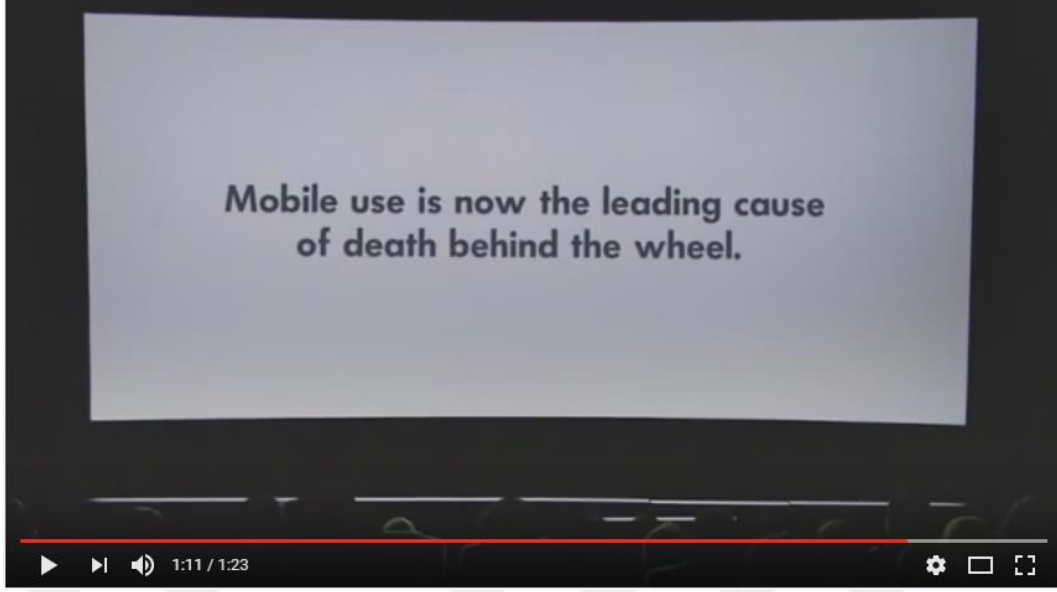 Mobile use is now the leading cause
of death behind the wheel.
1:11 / 1:23